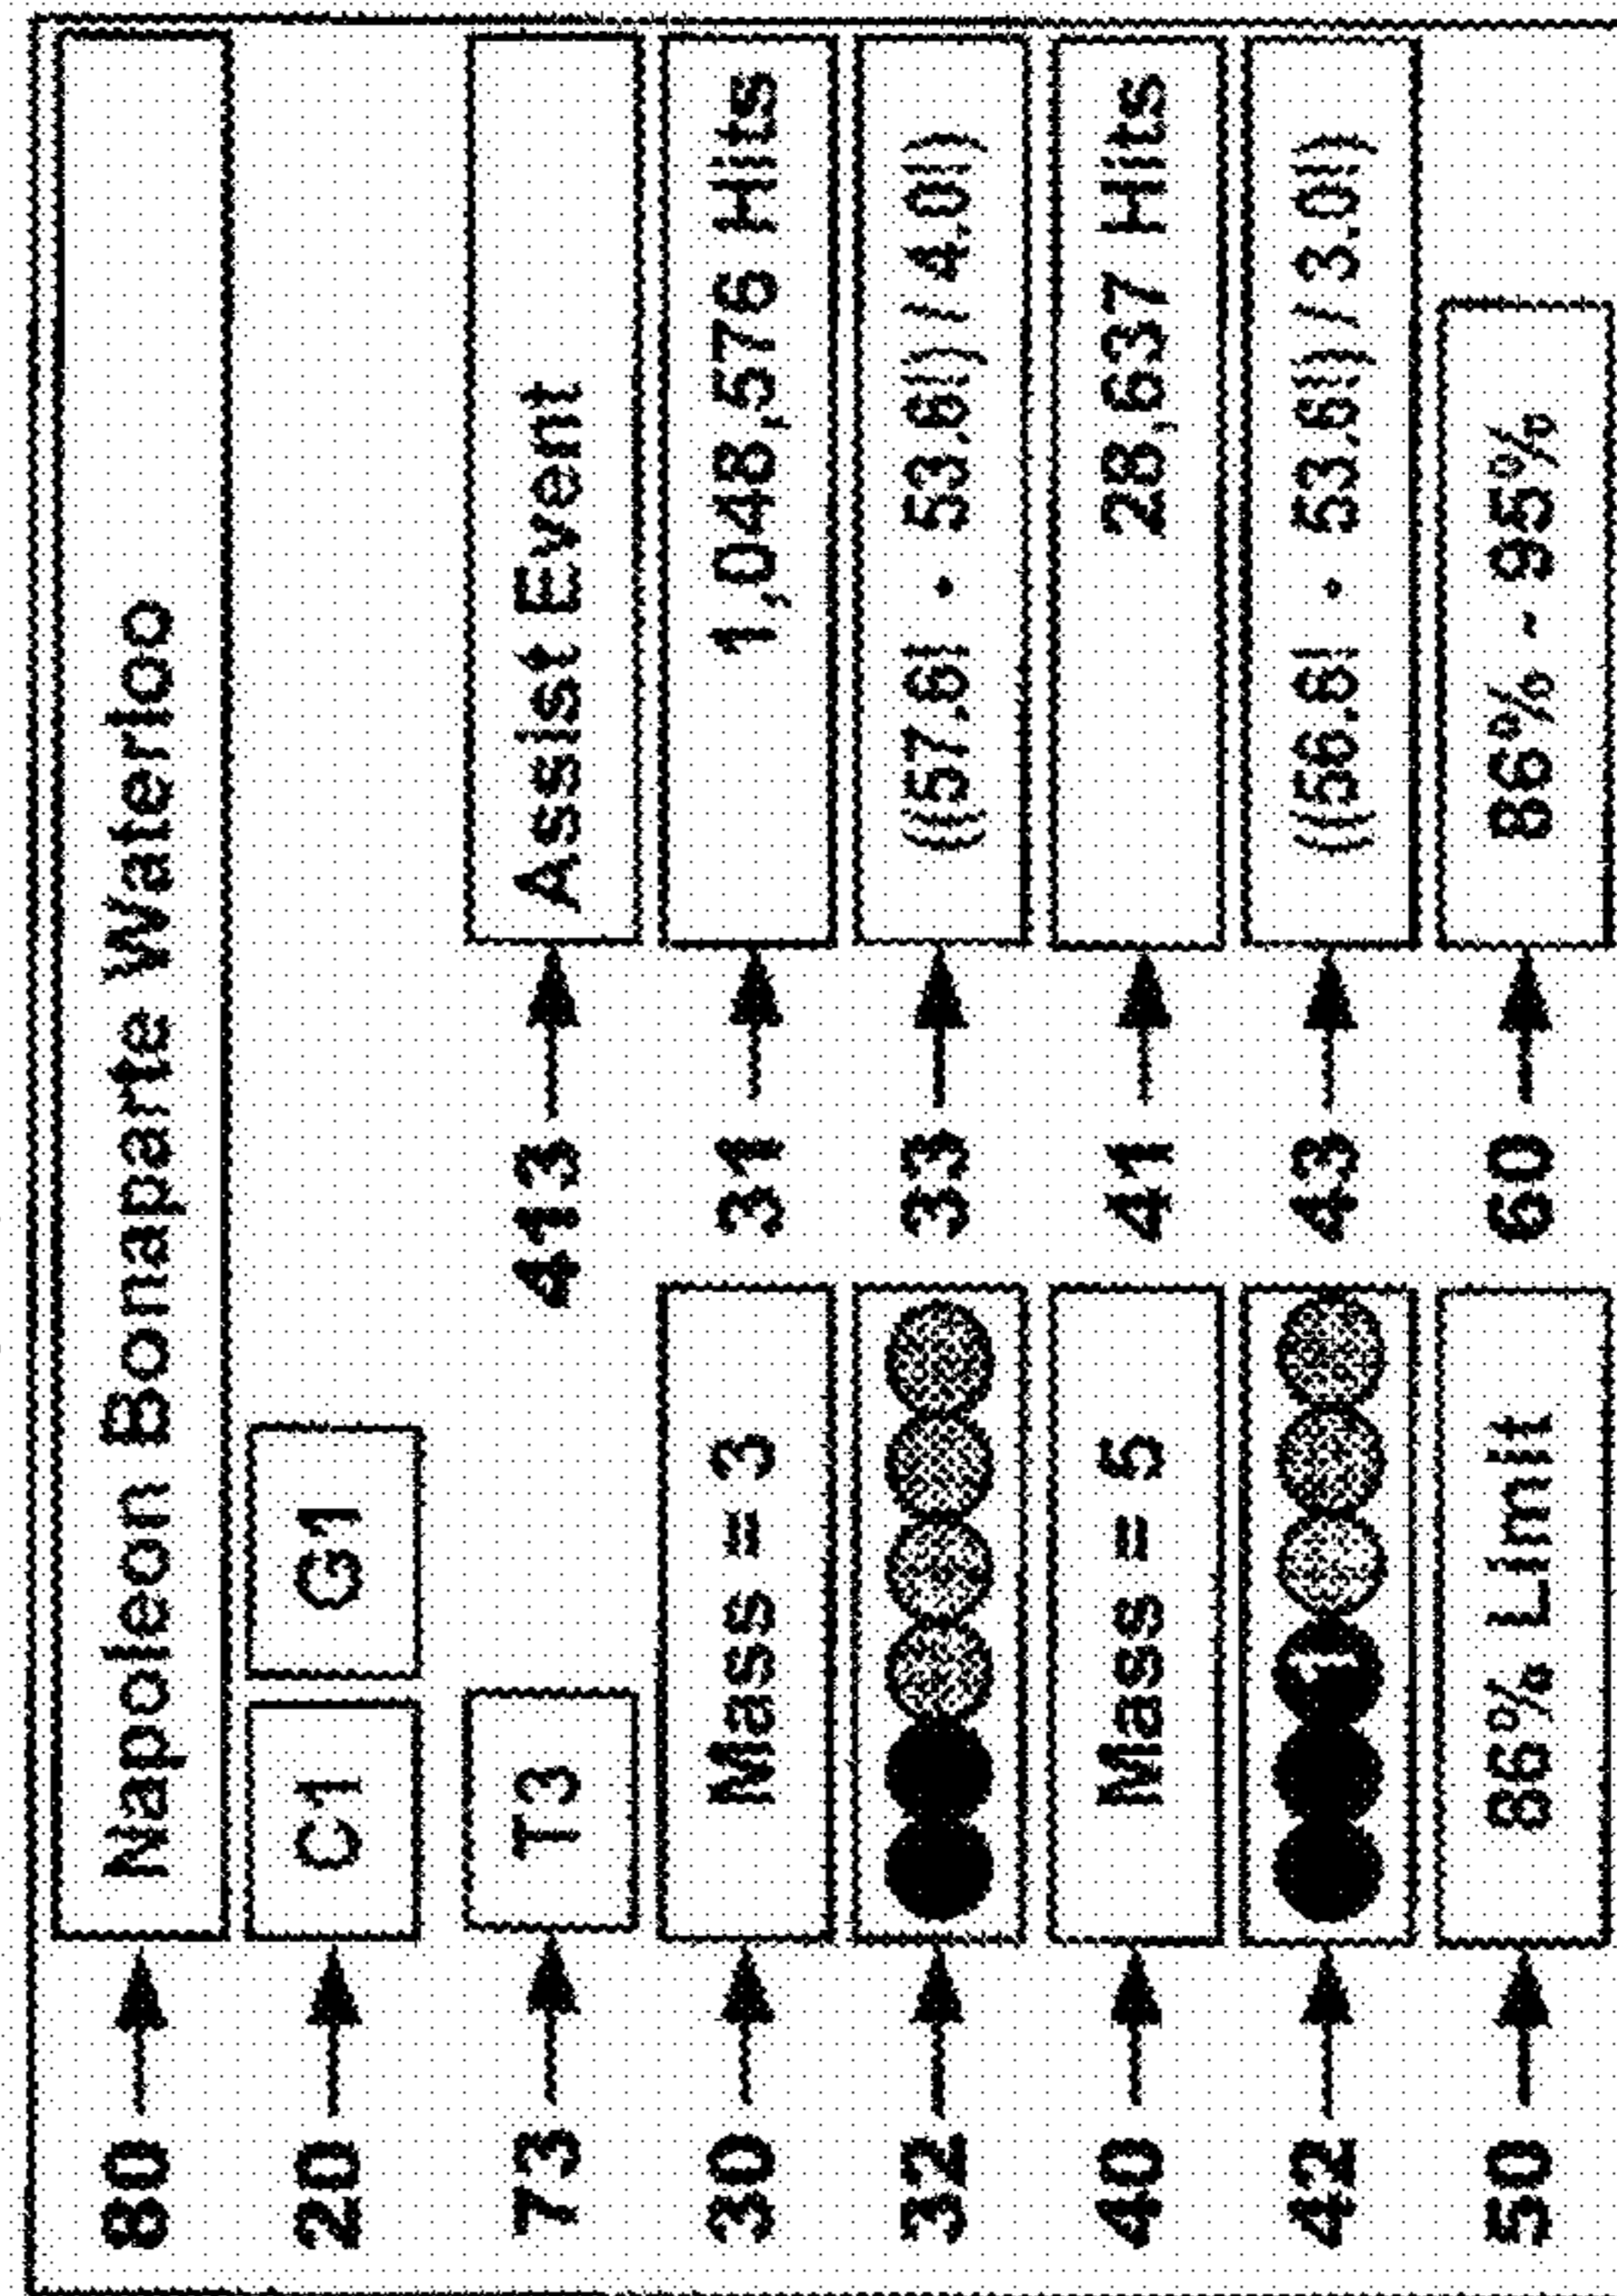 80 Napoleon Bonaparte Waterloo
20 C1 G1
73 T3 413 Assist Event
30 Mass = 3 31 1,048,576 Hits
32 33 ((57.6| · 53.6||) / 4.0||)
40 Mass = 5 41 28,637 Hits
42 1 43 ((56.8| · 53.6||) / 3.0||)
50 86% Limit 60 86% - 95%